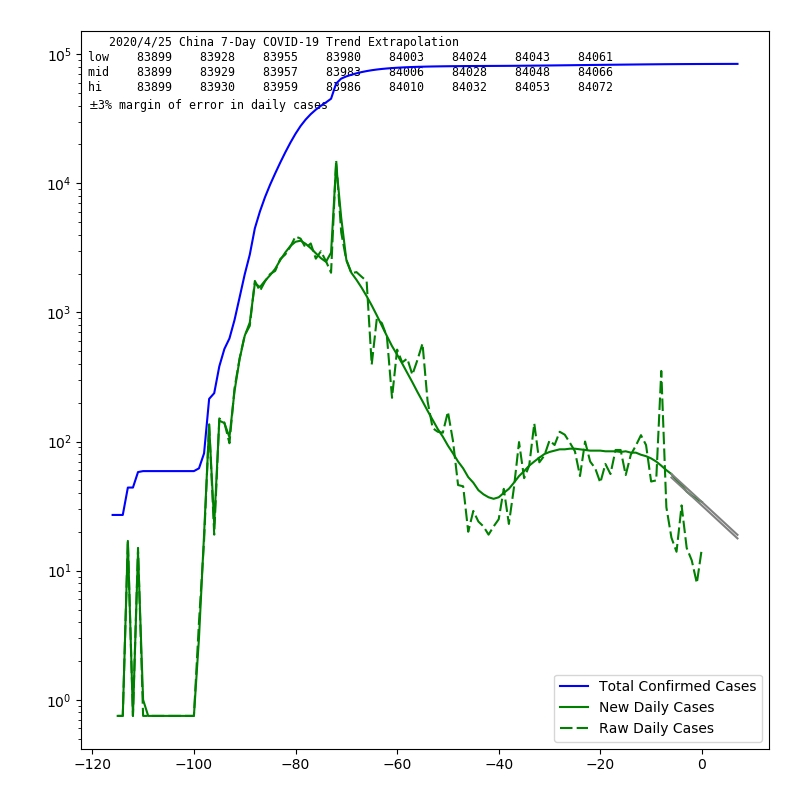 2020/4/25 China 7-Day COVID-19 Trend Extrapolation
low 83899 83928 83955 83980 84003 84024 84043 84061
mid 83899 83929 83957 83983 84006 84028 84048 84066
hi 83899 83930 83959 83986 84010 84032 84053 84072
±3% margin of error in daily cases
10⁵
10⁴
10³
10²
10¹
10⁰
Total Confirmed Cases
New Daily Cases
Raw Daily Cases
−120 −100 −80 −60 −40 −20 0